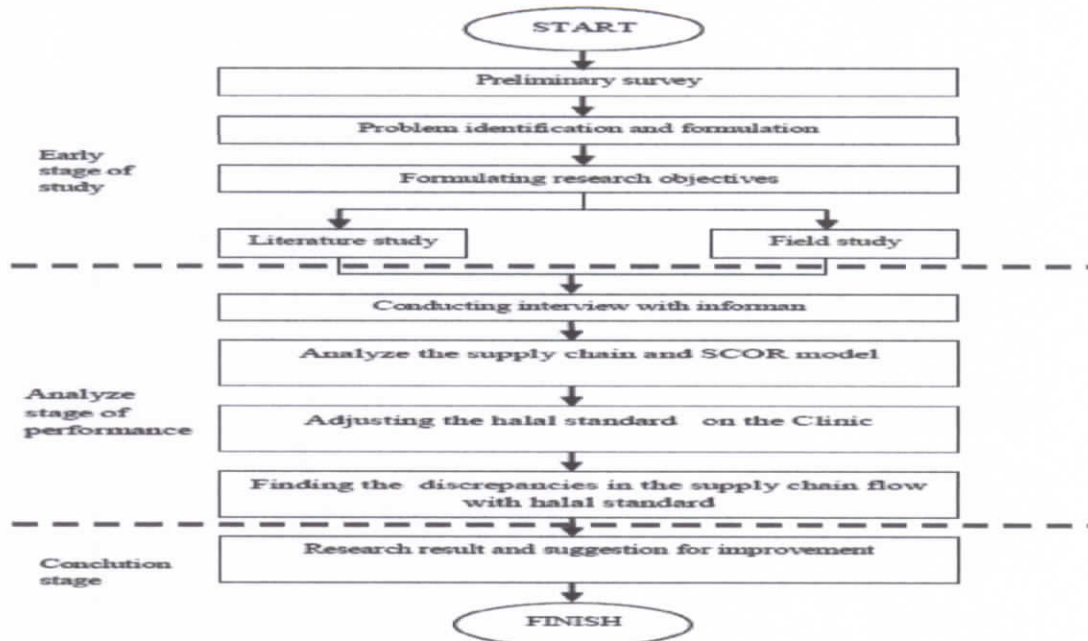 START
Preliminary survey
Problem identification and formulation
Early
stage of
study
Formulating research objectives
Literature study
Field study
Conducting interview with informan
Analyze the supply chain and SCOR model
Analyze
stage of
performance
Adjusting the halal standard on the Clinic
Finding the discrepancies in the supply chain flow
with halal standard
Research result and suggestion for improvement
Conclution
stage
FINISH